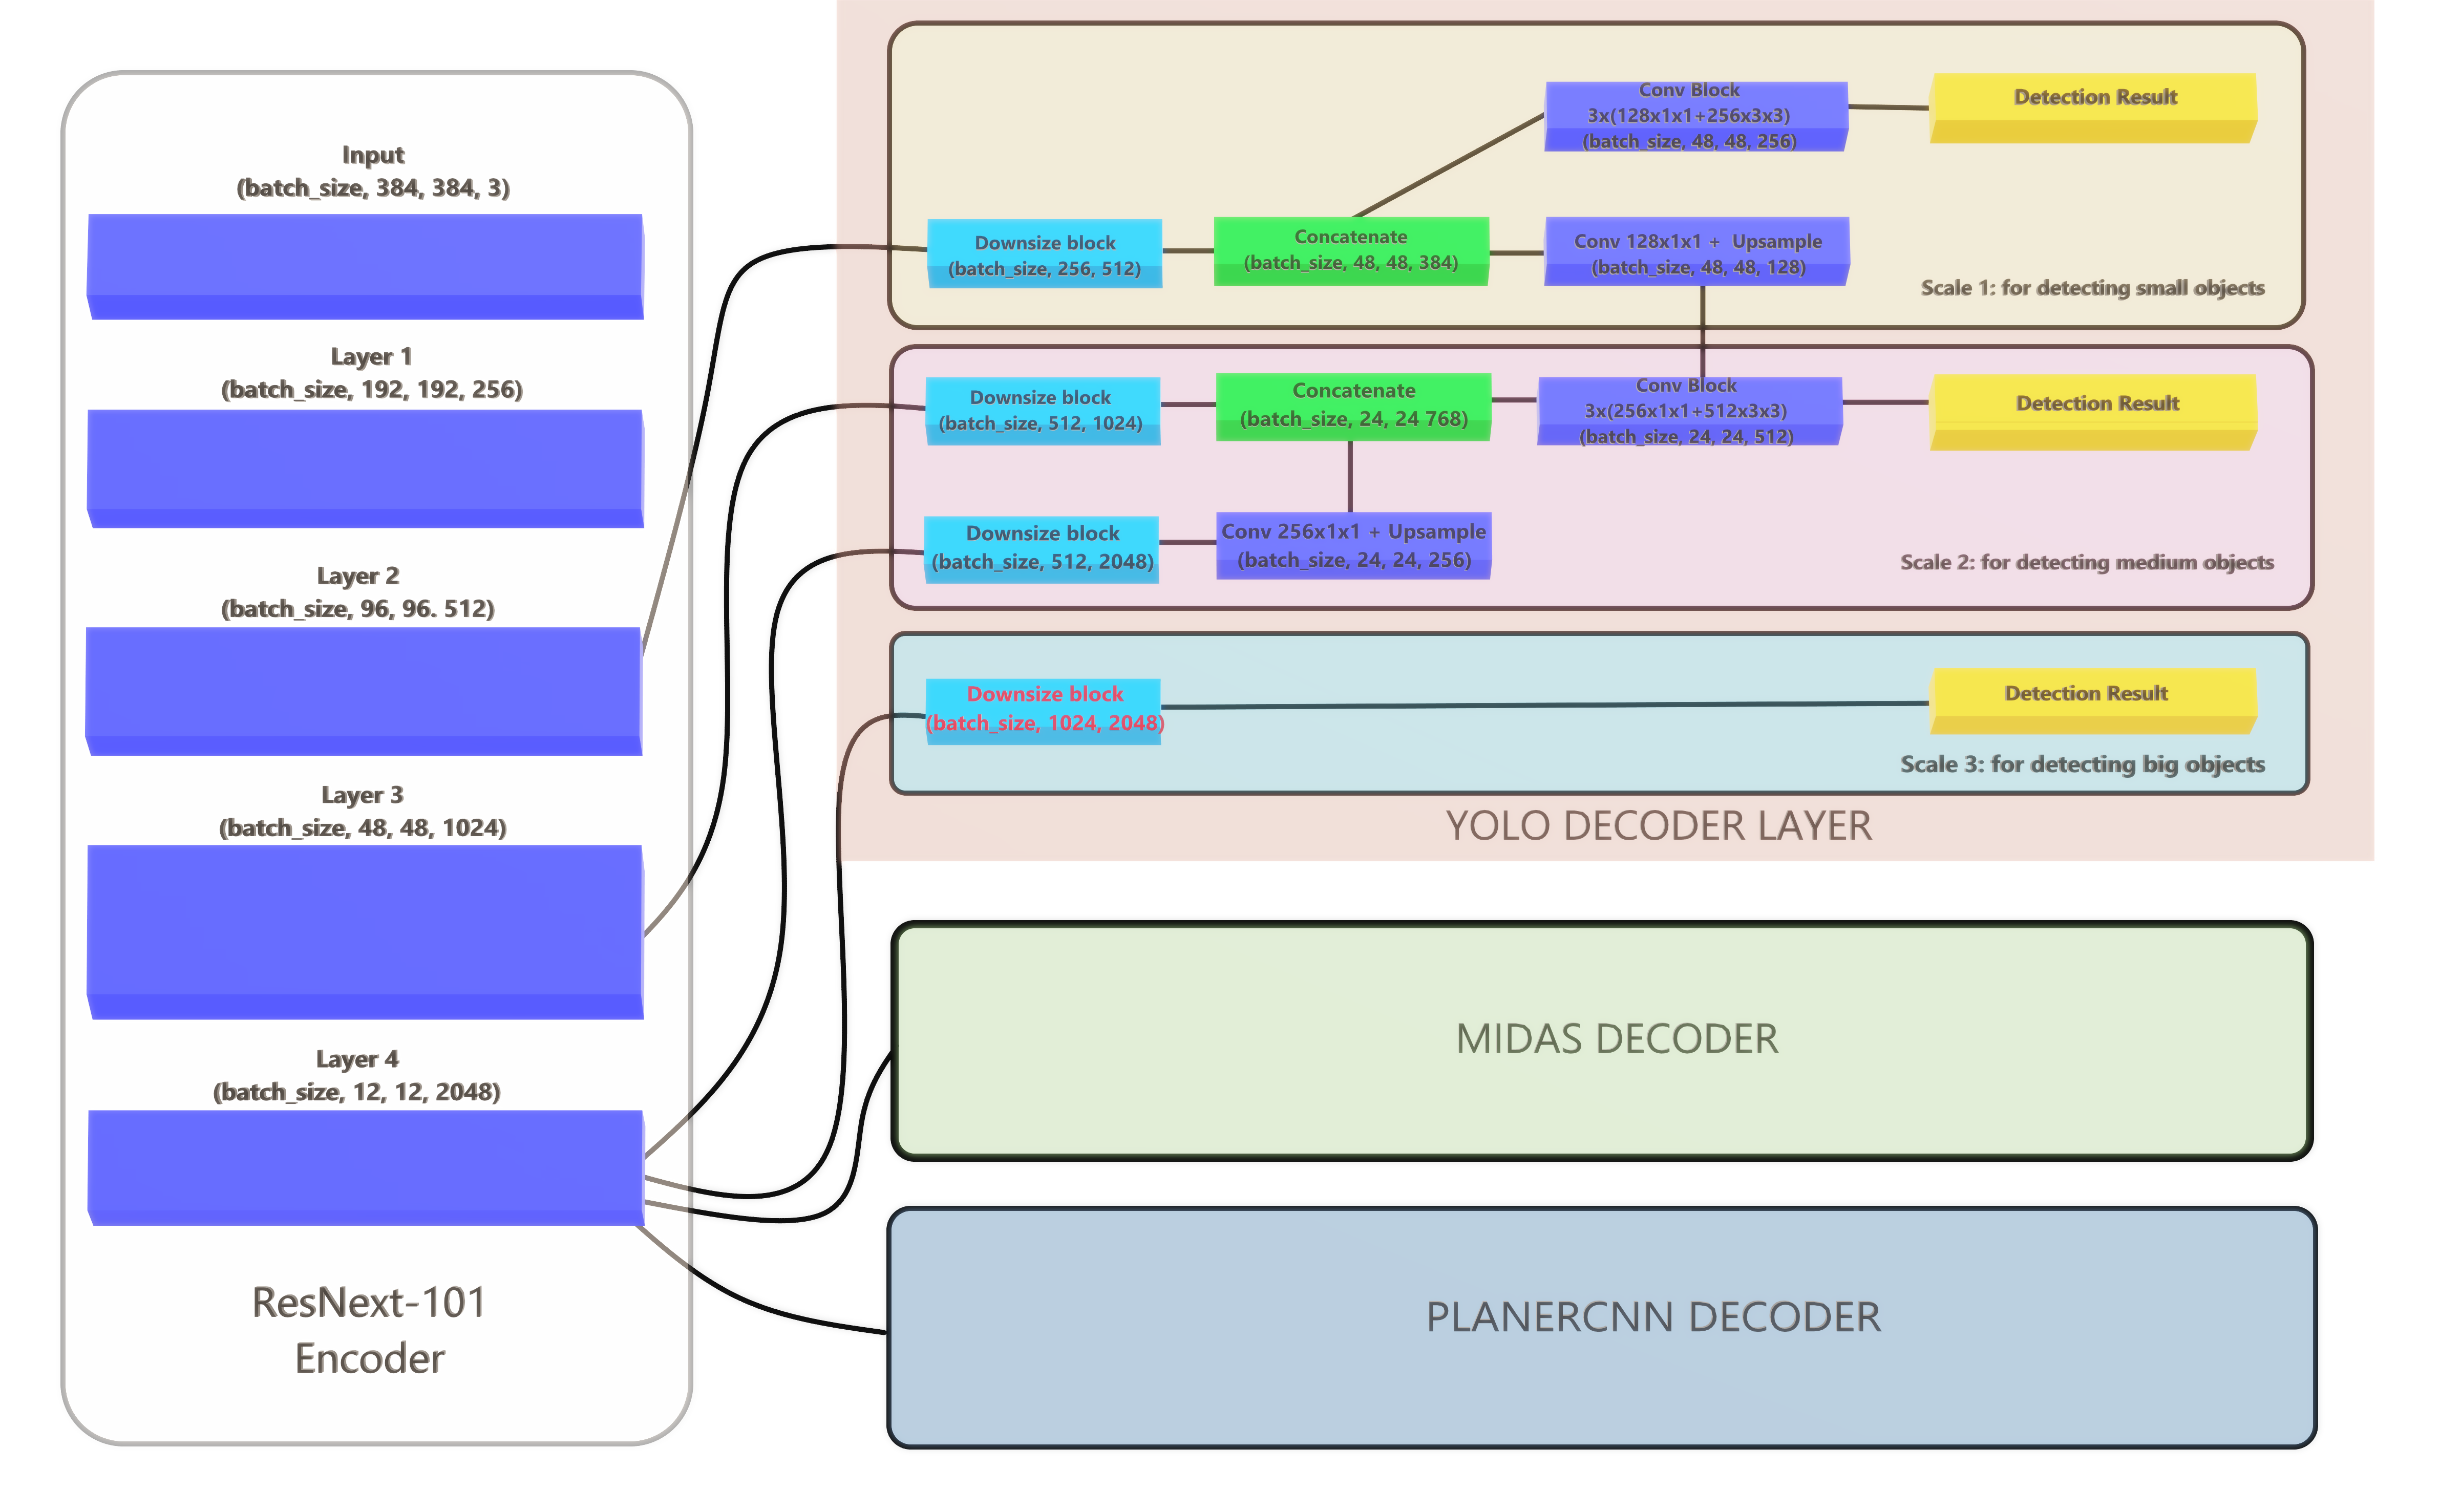 Input
(batch_size, 384, 384, 3)
Layer 1
(batch_size, 192, 192, 256)
Layer 2
(batch_size, 96, 96. 512)
Layer 3
(batch_size, 48, 48, 1024)
Layer 4
(batch_size, 12, 12, 2048)
ResNext-101
Encoder
Conv Block
3x(128x1x1+256x3x3)
(batch_size, 48, 48, 256)
Detection Result
Downsize block
(batch_size, 256, 512)
Concatenate
(batch_size, 48, 48, 384)
Conv 128x1x1 + Upsample
(batch_size, 48, 48, 128)
Scale 1: for detecting small objects
Downsize block
(batch_size, 512, 1024)
Concatenate
(batch_size, 24, 24 768)
Conv Block
3x(256x1x1+512x3x3)
(batch_size, 24, 24, 512)
Detection Result
Downsize block
(batch_size, 512, 2048)
Conv 256x1x1 + Upsample
(batch_size, 24, 24, 256)
Scale 2: for detecting medium objects
Downsize block
(batch_size, 1024, 2048)
Detection Result
Scale 3: for detecting big objects
YOLO DECODER LAYER
MIDAS DECODER
PLANERCNN DECODER